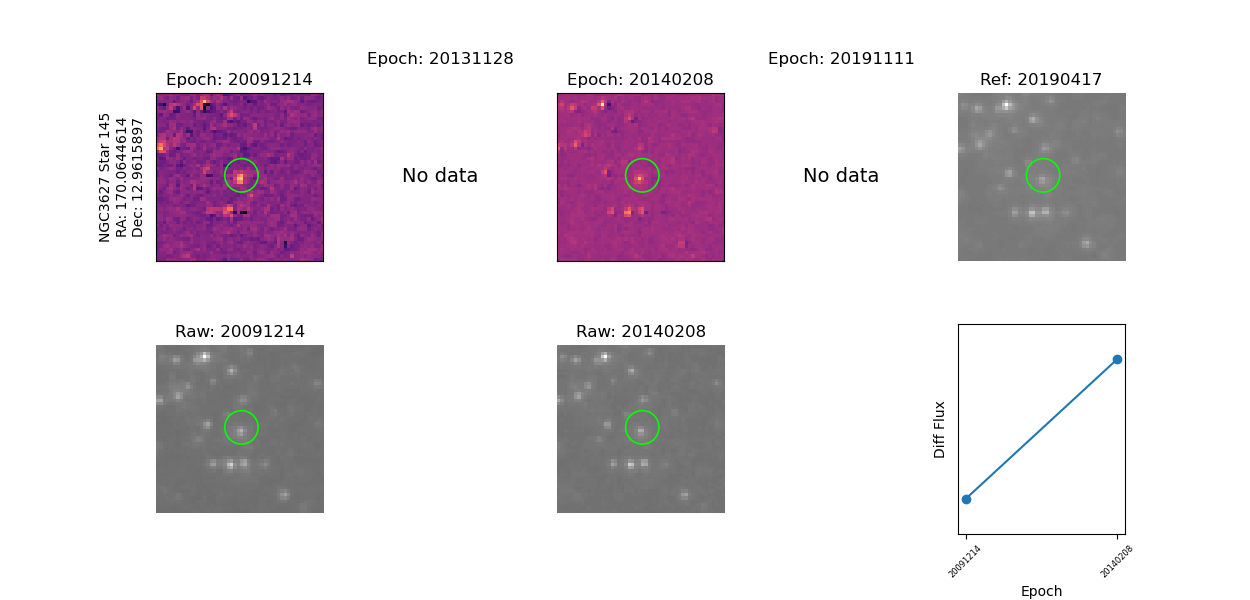 Epoch: 20131128
Epoch: 20191111
Epoch: 20091214
Epoch: 20140208
Ref: 20190417
NGC3627 Star 145
RA: 170.0644614
Dec: 12.9615897
No data
No data
Raw: 20091214
Raw: 20140208
Diff Flux
20091214
20140208
Epoch